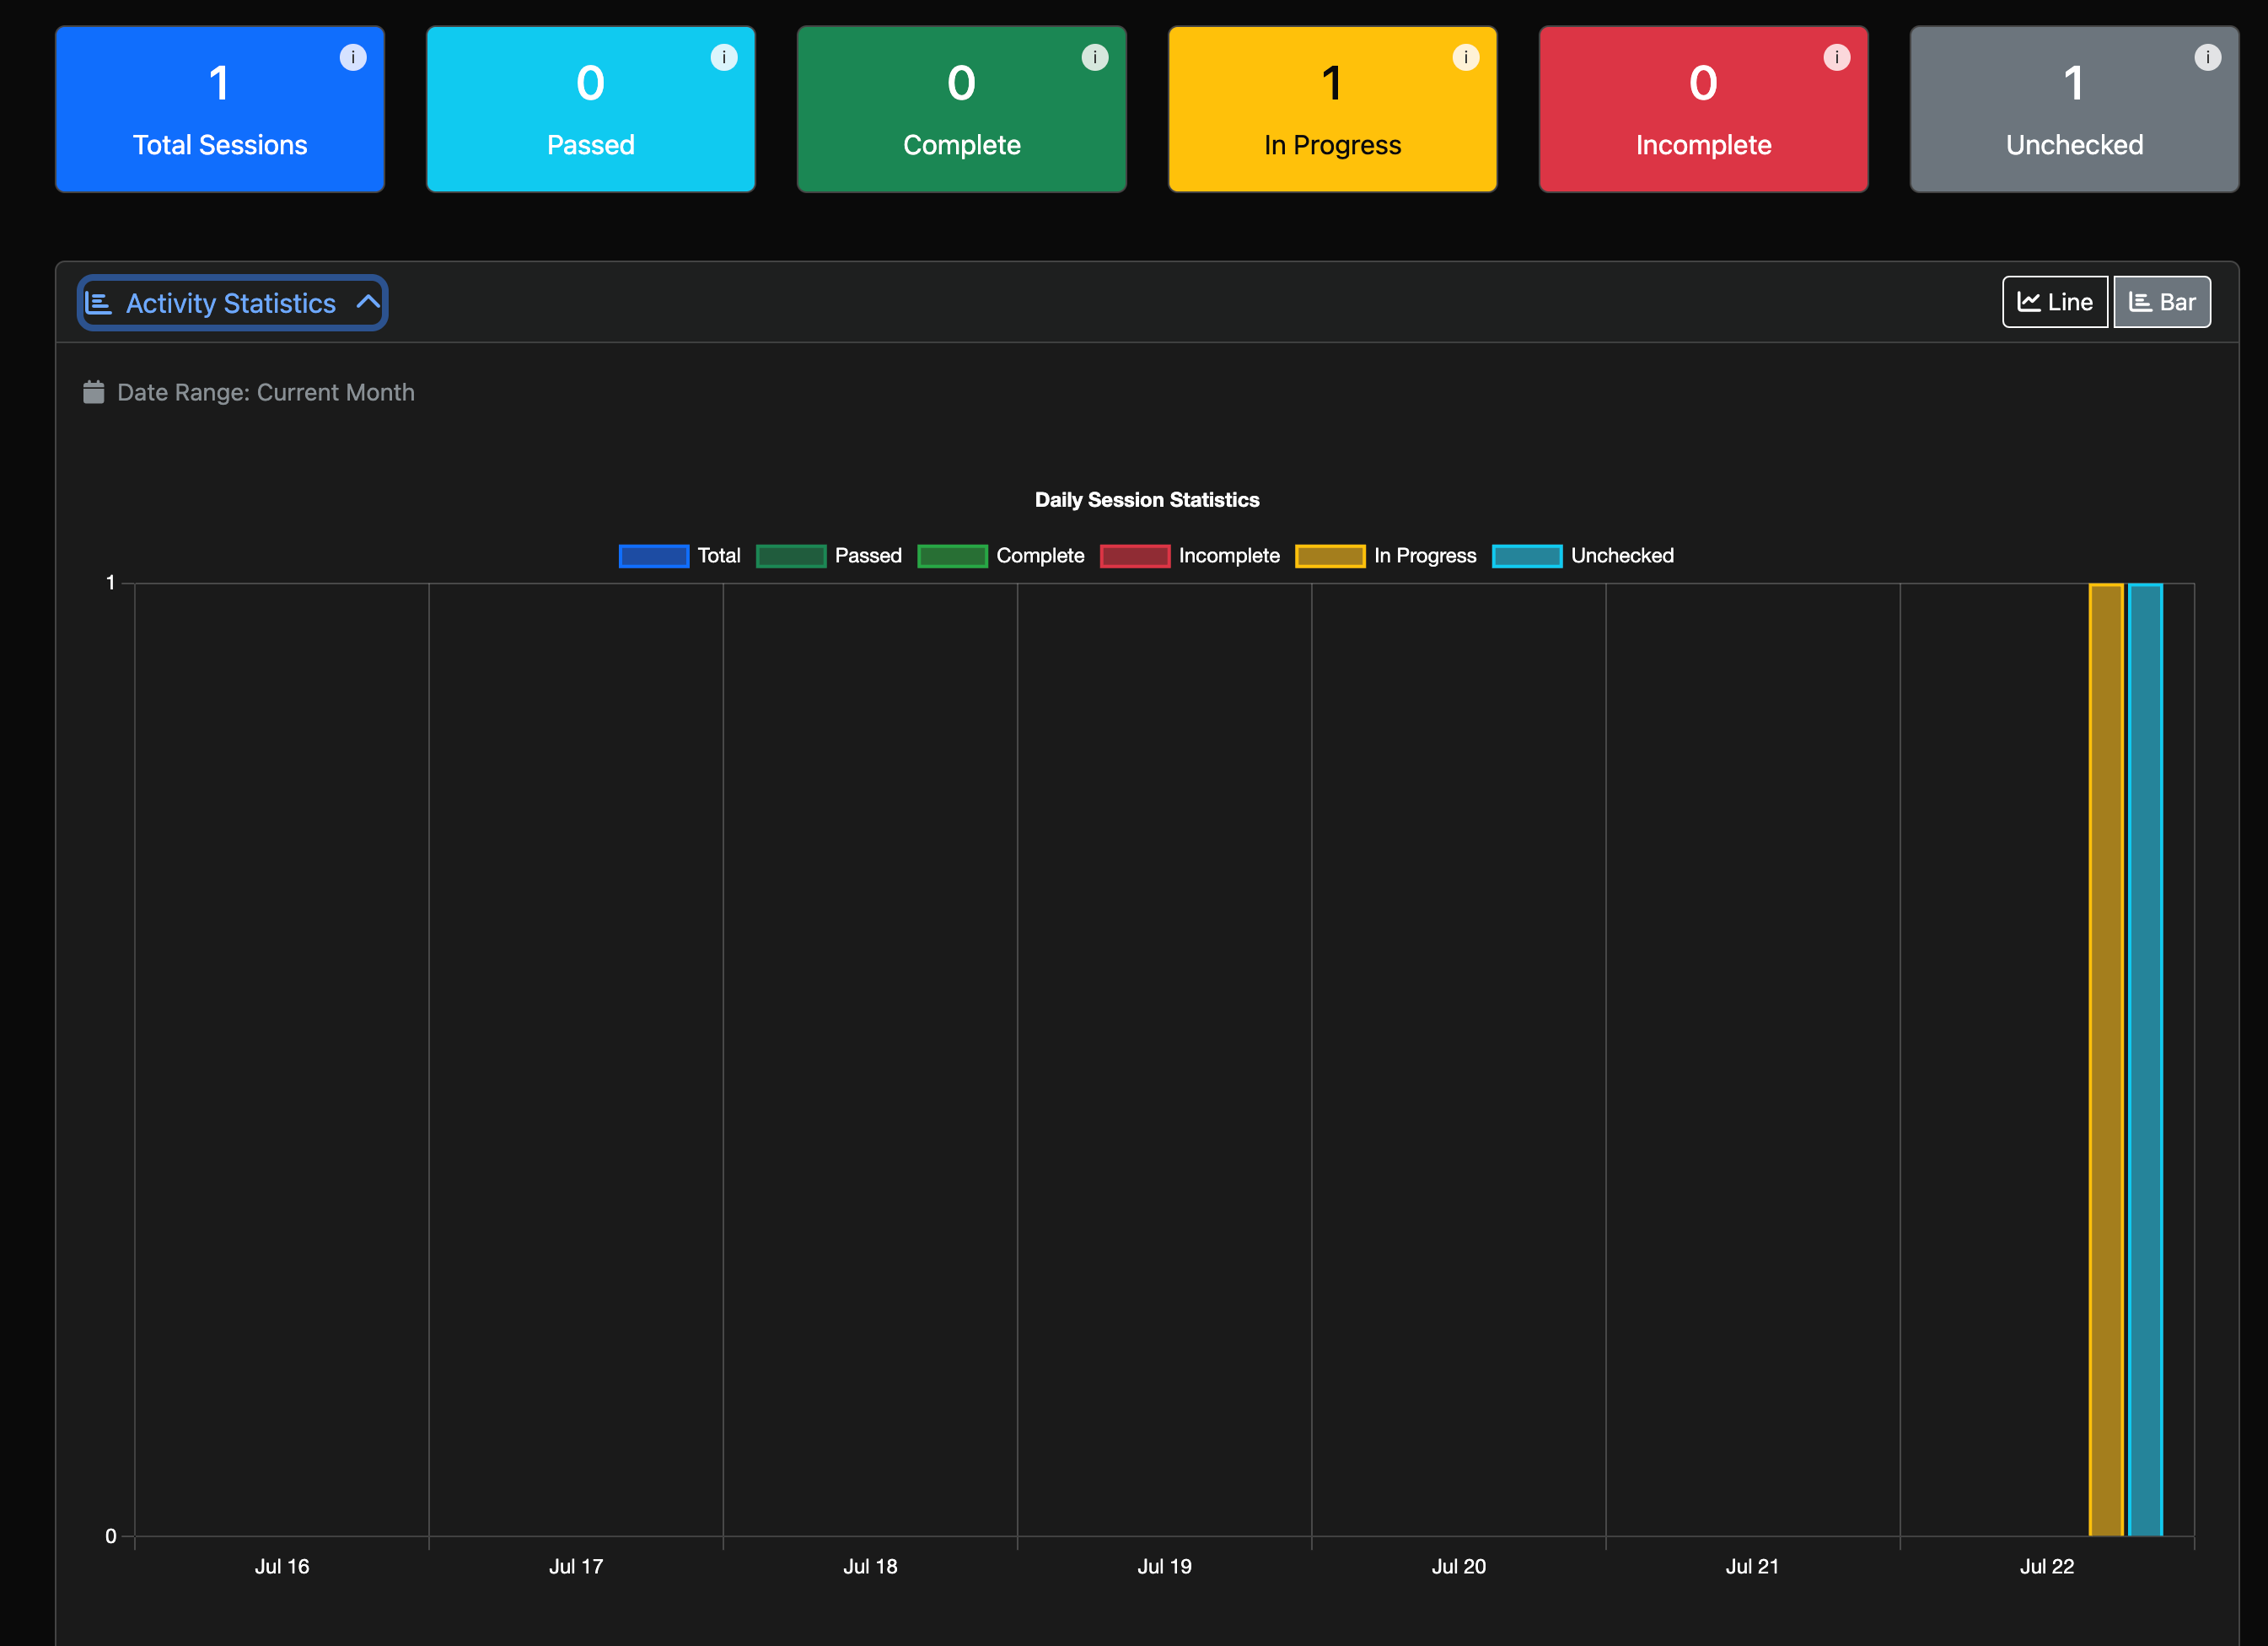 1
Total Sessions
i
0
Passed
i
0
Complete
i
1
In Progress
i
0
Incomplete
i
1
Unchecked
i
Activity Statistics
Line
Bar
Date Range: Current Month
Daily Session Statistics
Total Passed Complete Incomplete In Progress Unchecked
1
0
Jul 16 Jul 17 Jul 18 Jul 19 Jul 20 Jul 21 Jul 22